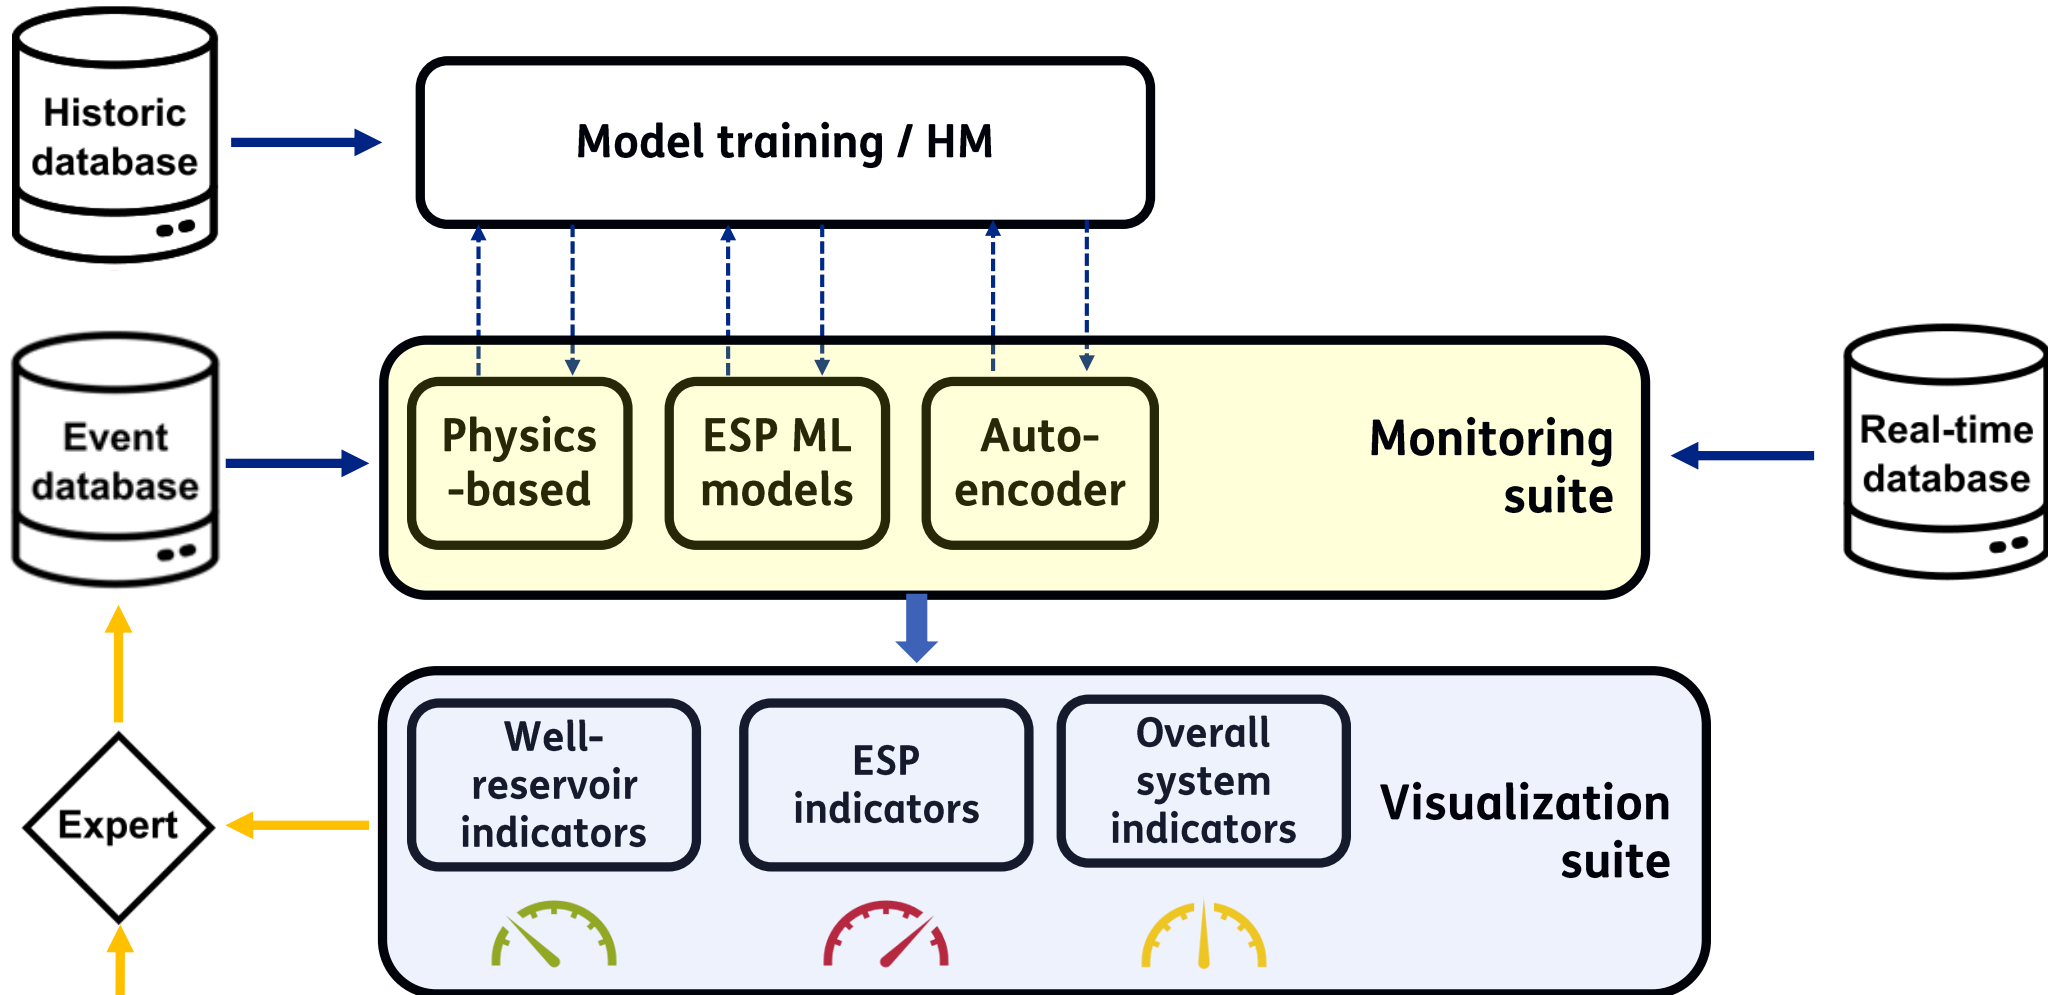 Historic
database
Model training / HM
Event
database
Physics
-based
ESP ML
models
Auto-
encoder
Monitoring
suite
Real-time
database
Expert
Well-
reservoir
indicators
ESP
indicators
Overall
system
indicators
Visualization
suite